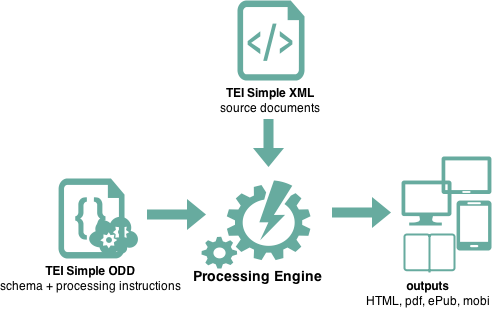 TEI Simple XML
source documents
TEI Simple ODD
schema + processing instructions
Processing Engine
outputs
HTML, pdf, ePub, mobi